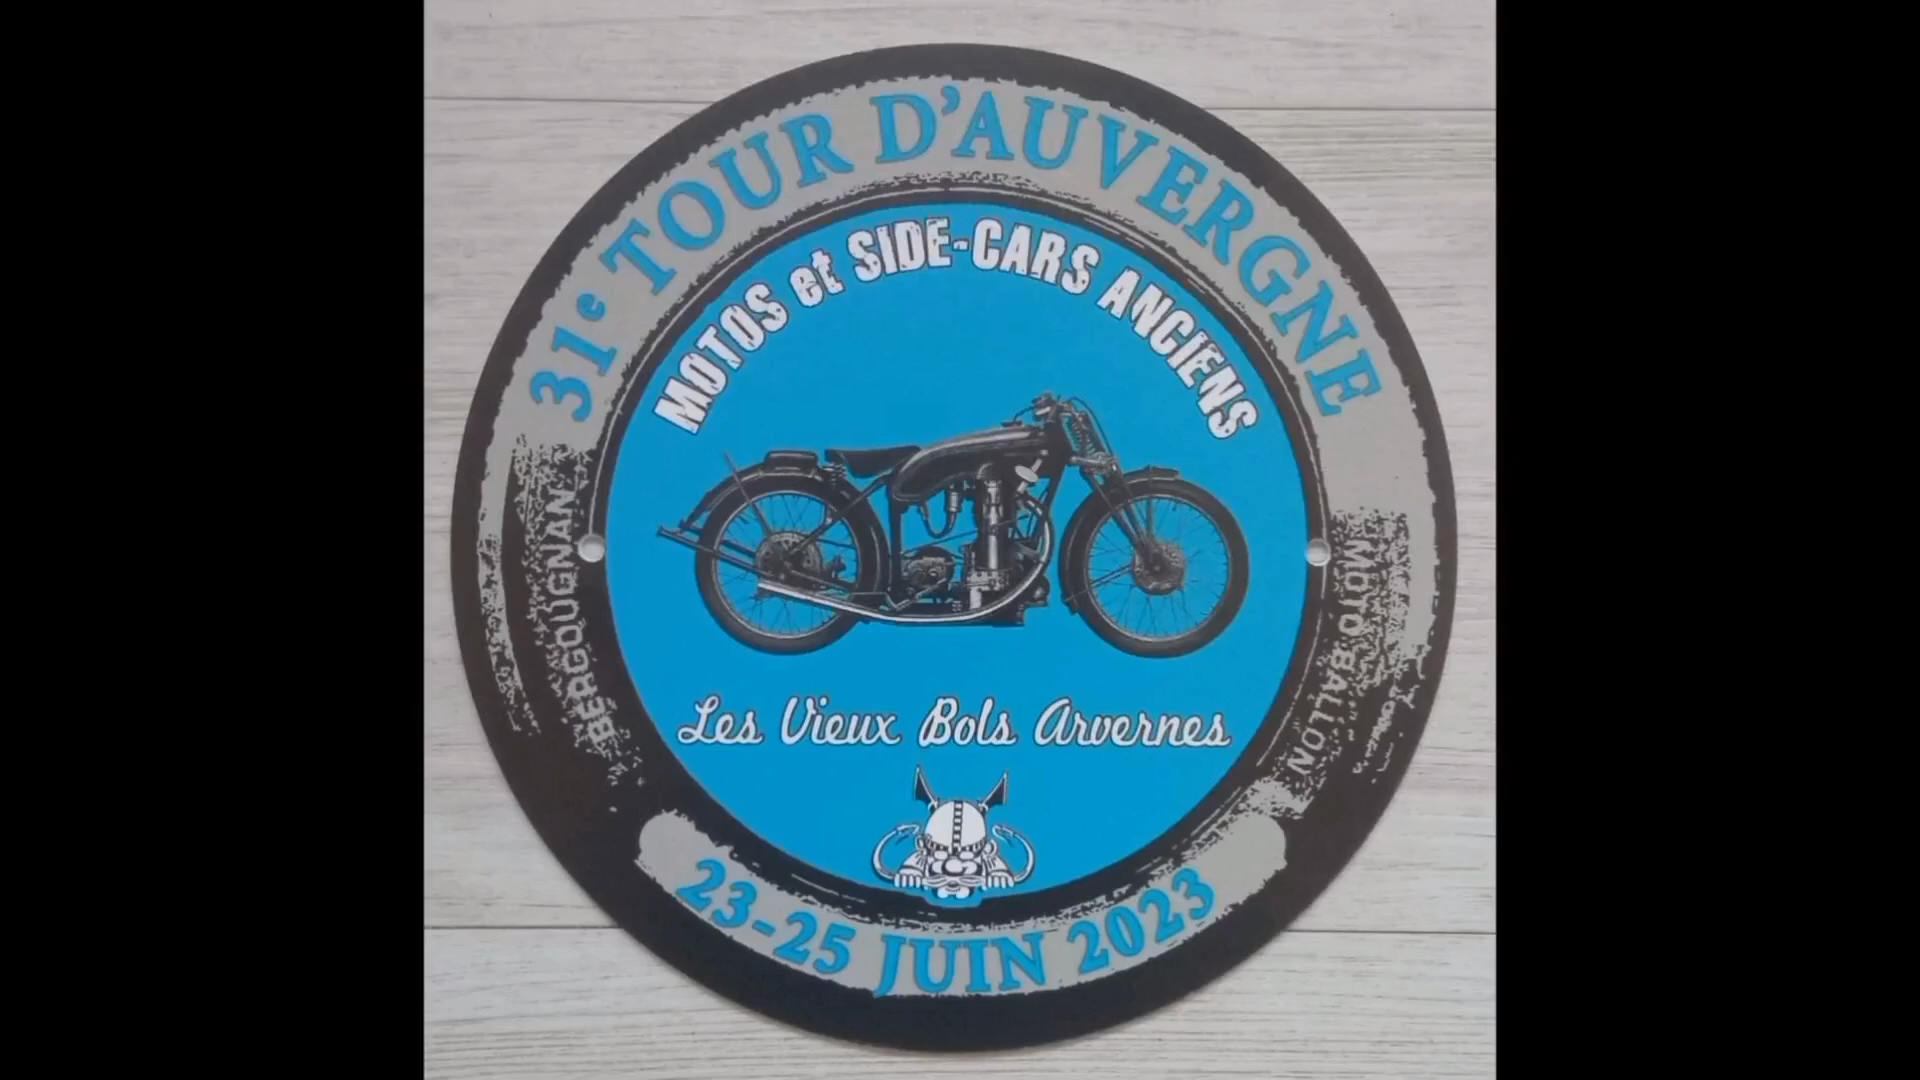 31e TOUR D'AUVERGNE
MOTOS et SIDE-CARS ANCIENS
BERGOUGNAN
MOTO BALLON
Les Vieux Bols Arvernes
23-25 JUIN 2023